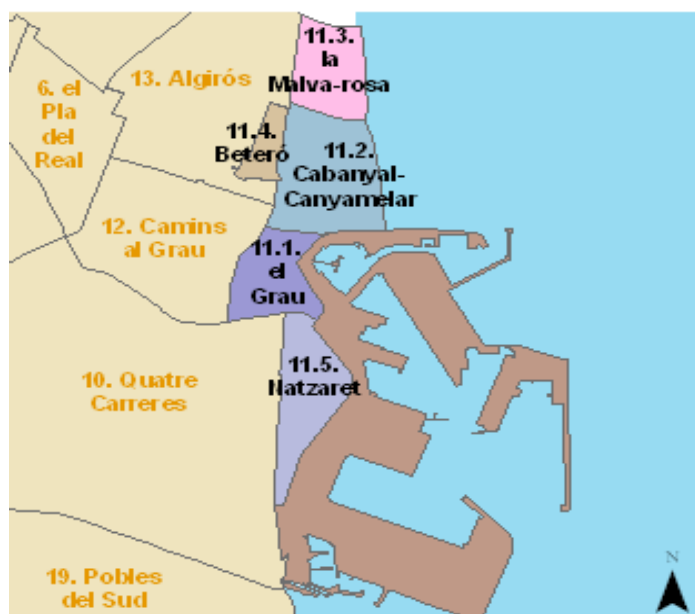 11.3.
la
Malva-rosa
13. Algirós
6. el
Pla
del
Real
11.4.
Beteró
11.2.
Cabanyal-
Canyamelar
12. Camins
al Grau
11.1.
el
Grau
11.5.
Natzaret
10. Quatre
Carreres
N
19. Pobles
del Sud